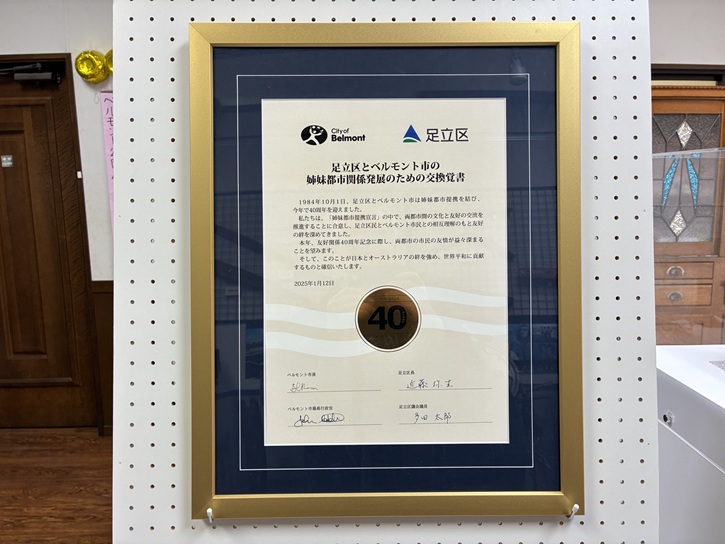 City of
Belmont
足立区
足立区とベルモント市の
姉妹都市関係発展のための交換覚書
1984年10月1日、足立区とベルモント市は姉妹都市提携を結び、
今年で40周年を迎えました。
私たちは、「姉妹都市提携宣言」の中で、両都市間の文化と友好の交流を
推進することに合意し、足立区民とベルモント市民との相互理解のもと友好
の絆を深めてきました。
本年、友好関係40周年記念に際し、両都市の市民の友情が益々深まる
ことを望みます。
そして、このことが日本とオーストラリアの絆を強め、世界平和に貢献
するものと確信いたします。
2025年1月12日
40
ベルモント市長
足立区長
近藤
ベルモント市最高行政官
足立区議会議長
太郎